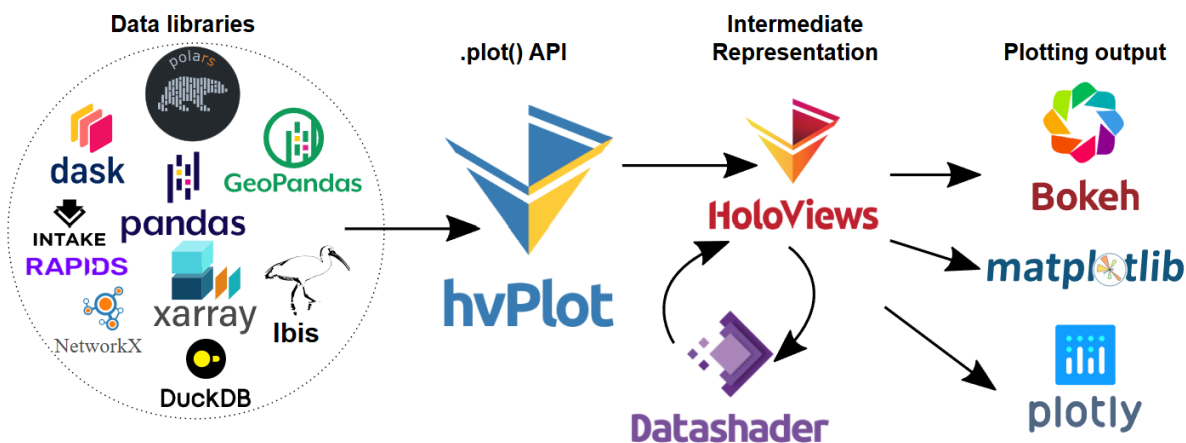 Data libraries
.plot() API
Intermediate
Representation
Plotting output
polars
dask
GeoPandas
pandas
INTAKE
RAPIDS
xarray
Ibis
NetworkX
DuckDB
hvPlot
HoloViews
Datashader
Bokeh
matplotlib
plotly